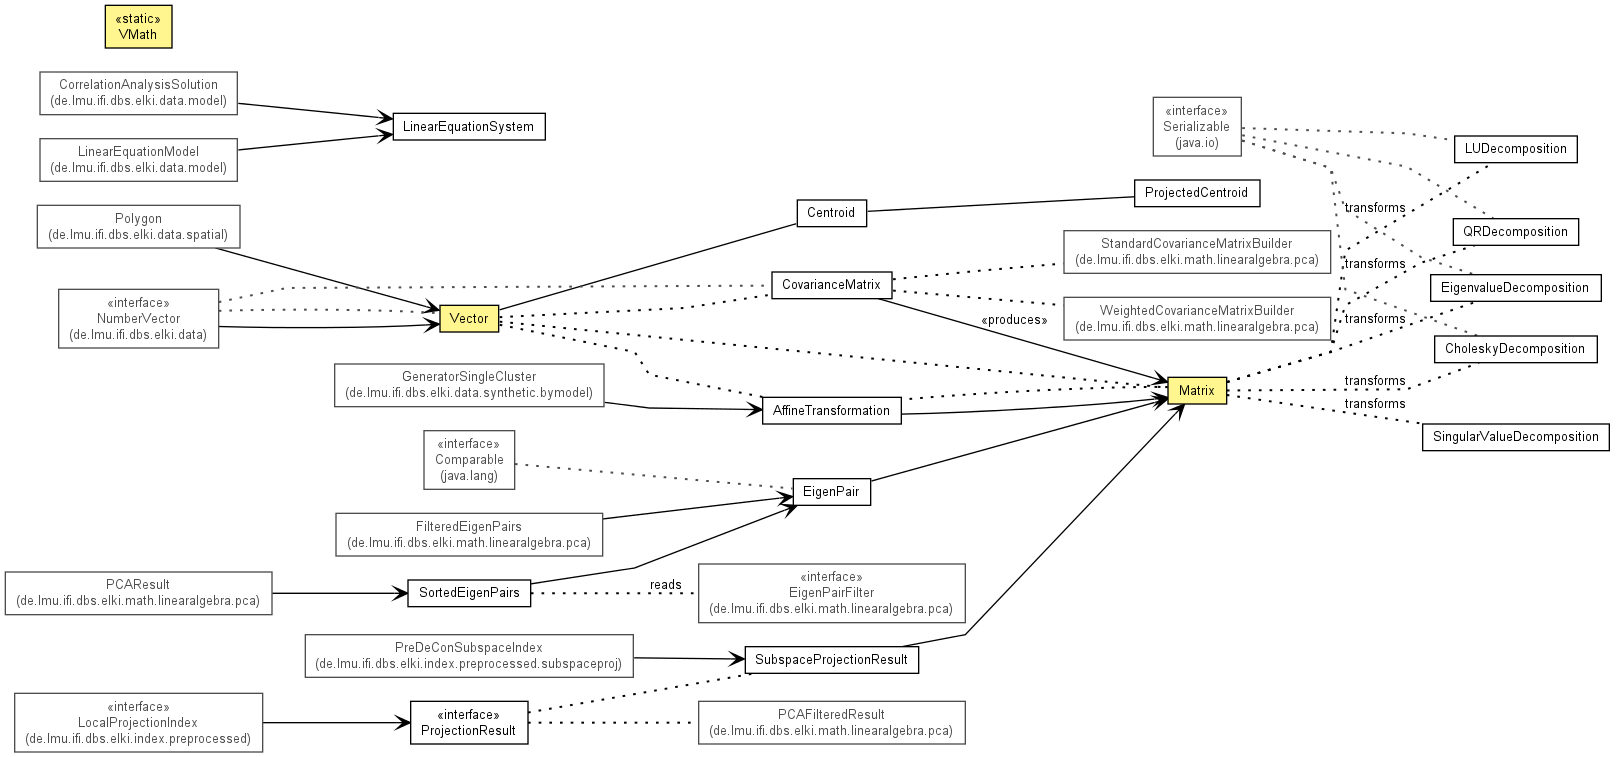 «static»
VMath
CorrelationAnalysisSolution
(de.lmu.ifi.dbs.elki.data.model)
LinearEquationSystem
LinearEquationModel
(de.lmu.ifi.dbs.elki.data.model)
Polygon
(de.lmu.ifi.dbs.elki.data.spatial)
«interface»
NumberVector
(de.lmu.ifi.dbs.elki.data)
Vector
Centroid
ProjectedCentroid
CovarianceMatrix
«produces»
StandardCovarianceMatrixBuilder
(de.lmu.ifi.dbs.elki.math.linearalgebra.pca)
WeightedCovarianceMatrixBuilder
(de.lmu.ifi.dbs.elki.math.linearalgebra.pca)
«interface»
Serializable
(java.io)
LUDecomposition
transforms
QRDecomposition
transforms
EigenvalueDecomposition
transforms
CholeskyDecomposition
transforms
transforms
SingularValueDecomposition
Matrix
GeneratorSingleCluster
(de.lmu.ifi.dbs.elki.data.synthetic.bymodel)
AffineTransformation
«interface»
Comparable
(java.lang)
EigenPair
FilteredEigenPairs
(de.lmu.ifi.dbs.elki.math.linearalgebra.pca)
PCAResult
(de.lmu.ifi.dbs.elki.math.linearalgebra.pca)
SortedEigenPairs
reads
«interface»
EigenPairFilter
(de.lmu.ifi.dbs.elki.math.linearalgebra.pca)
PreDeConSubspaceIndex
(de.lmu.ifi.dbs.elki.index.preprocessed.subspaceproj)
SubspaceProjectionResult
«interface»
LocalProjectionIndex
(de.lmu.ifi.dbs.elki.index.preprocessed)
«interface»
ProjectionResult
PCAFilteredResult
(de.lmu.ifi.dbs.elki.math.linearalgebra.pca)